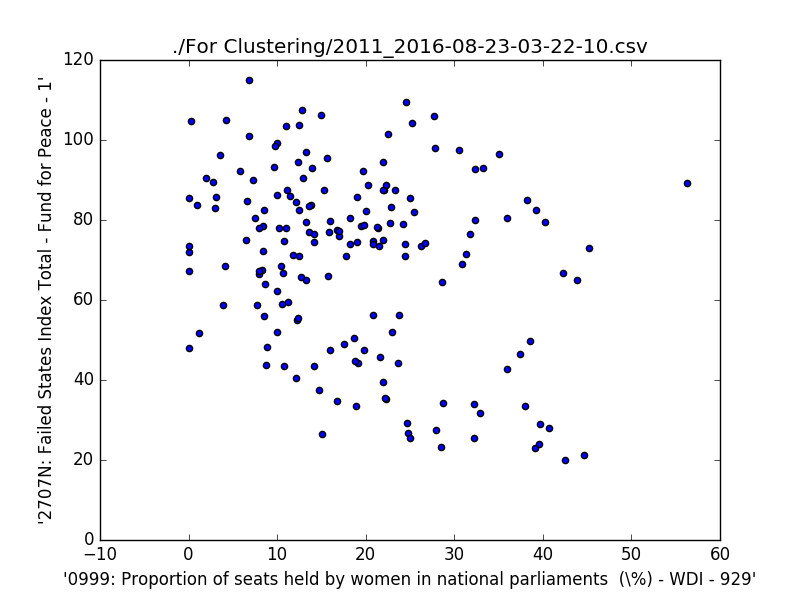 ./For Clustering/2011_2016-08-23-03-22-10.csv
120
100
80
60
40
20
0
'2707N: Failed States Index Total - Fund for Peace - 1'
−10 0 10 20 30 40 50 60
'0999: Proportion of seats held by women in national parliaments  (\%) - WDI - 929'